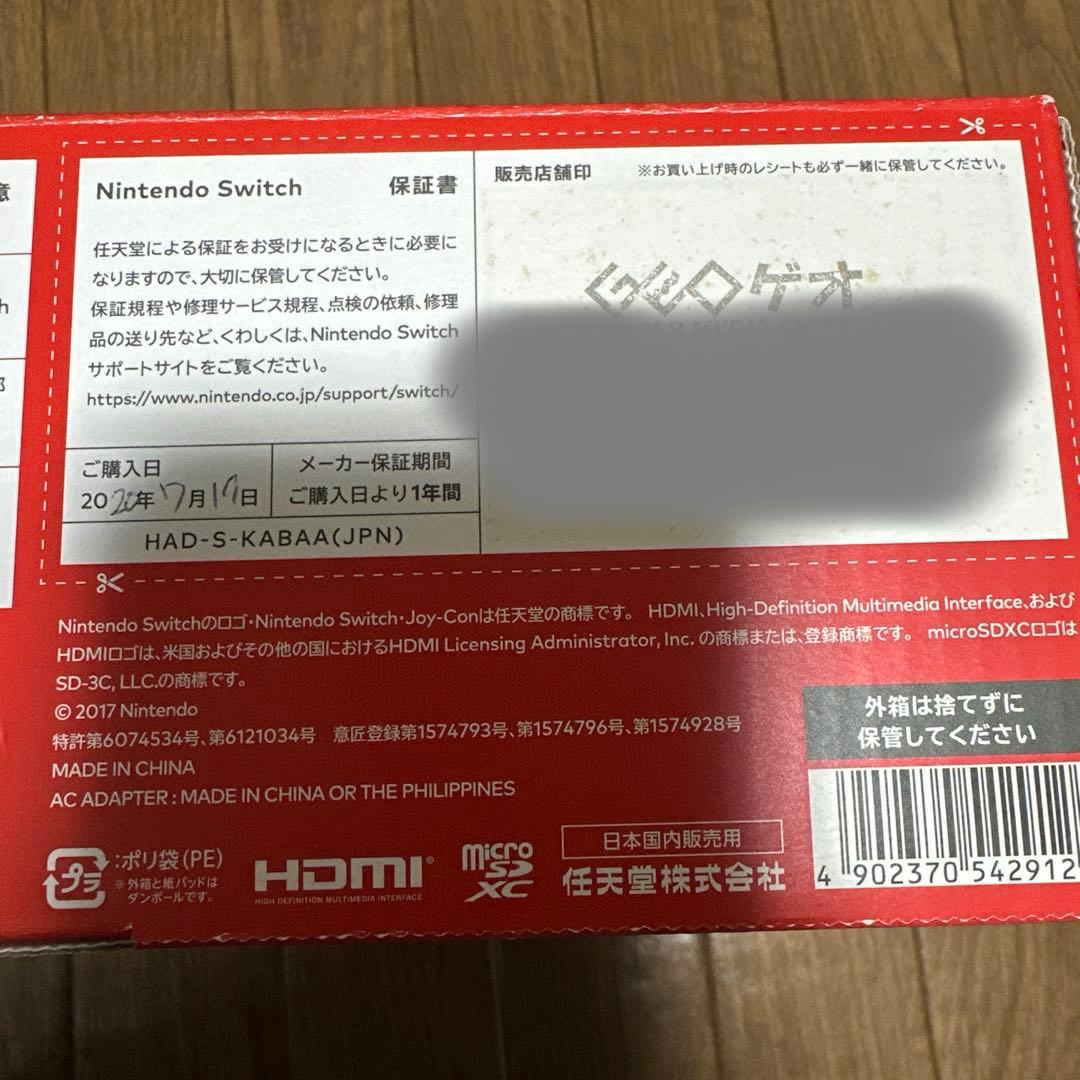 意
h
部
Nintendo Switch 保証書
任天堂による保証をお受けになるときに必要に
なりますので、大切に保管してください。
保証規程や修理サービス規程、点検の依頼、修理
品の送り先など、くわしくは、Nintendo Switch
サポートサイトをご覧ください。
https://www.nintendo.co.jp/support/switch/
ご購入日
2020年7月17日
メーカー保証期間
ご購入日より1年間
HAD-S-KABAA(JPN)
販売店舗印 ※お買い上げ時のレシートも必ず一緒に保管してください。
GEOゲオ
Nintendo Switchのロゴ・Nintendo Switch・Joy-Conは任天堂の商標です。 HDMI、High-Definition Multimedia Interface、および
HDMIロゴは、米国およびその他の国におけるHDMI Licensing Administrator, Inc. の商標または、登録商標です。 microSDXCロゴは
SD-3C, LLC.の商標です。
© 2017 Nintendo
特許第6074534号、第6121034号 意匠登録第1574793号、第1574796号、第1574928号
MADE IN CHINA
AC ADAPTER : MADE IN CHINA OR THE PHILIPPINES
外箱は捨てずに
保管してください
プラ
:ポリ袋(PE)
※外箱と紙パッドは
ダンボールです。
HDMI®
HIGH DEFINITION MULTIMEDIA INTERFACE
micro
SD
XC
日本国内販売用
任天堂株式会社
4 902370 542912